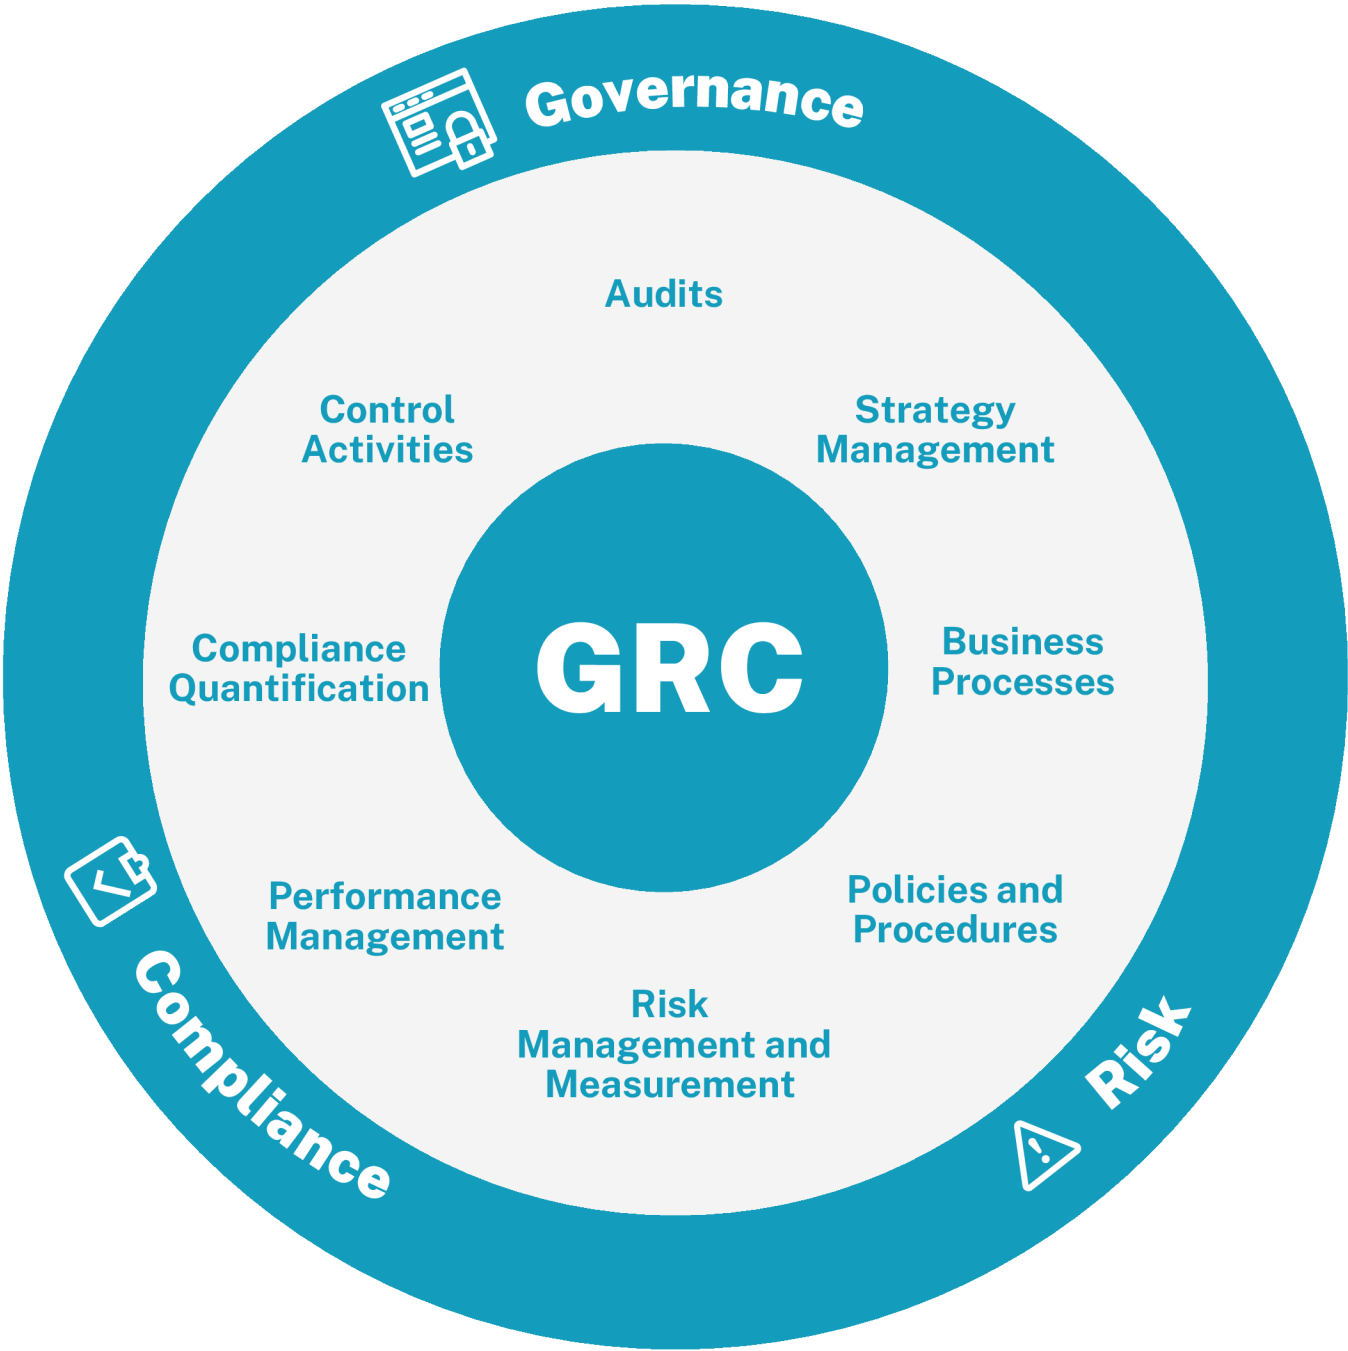 Governance
Audits
Control
Activities
Strategy
Management
GRC
Compliance
Quantification
Business
Processes
Performance
Management
Policies and
Procedures
Risk
Management and
Measurement
Compliance
Risk